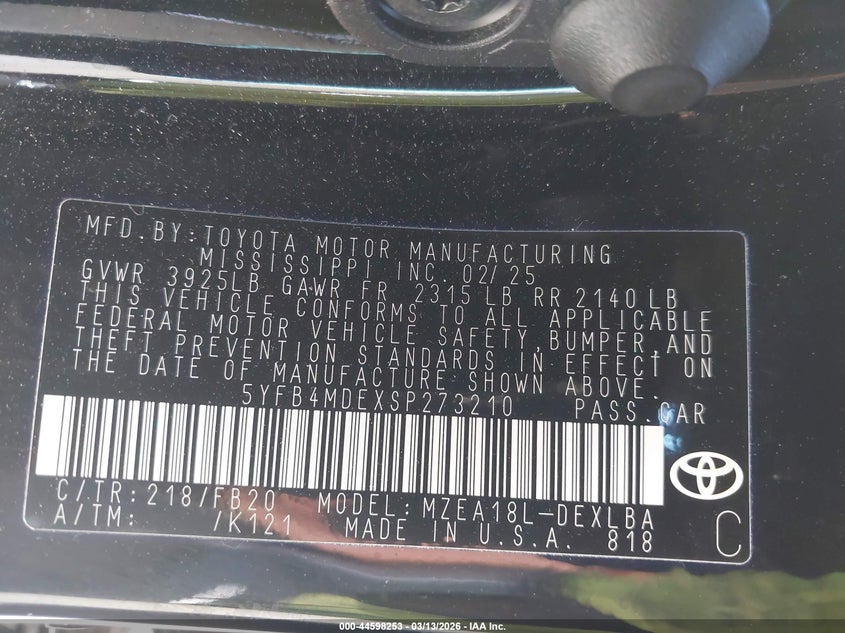 MFD.BY:TOYOTA MOTOR MANUFACTURING
MISSISSIPPI INC. 02/25
GVWR 3925LB GAWR FR 2315 LB RR 2140 LB
THIS VEHICLE CONFORMS TO ALL APPLICABLE
FEDERAL MOTOR VEHICLE SAFETY,BUMPER,AND
THEFT PREVENTION STANDARDS IN EFFECT ON
THE DATE OF MANUFACTURE SHOWN ABOVE.
5YFB4MDEXSP273210 PASS.CAR
C/TR:218/FB20 MODEL:MZEA18L-DEXLBA
A/TM: /K121 MADE IN U.S.A. 818 C
000-44598253 - 03/13/2026 - IAA Inc.